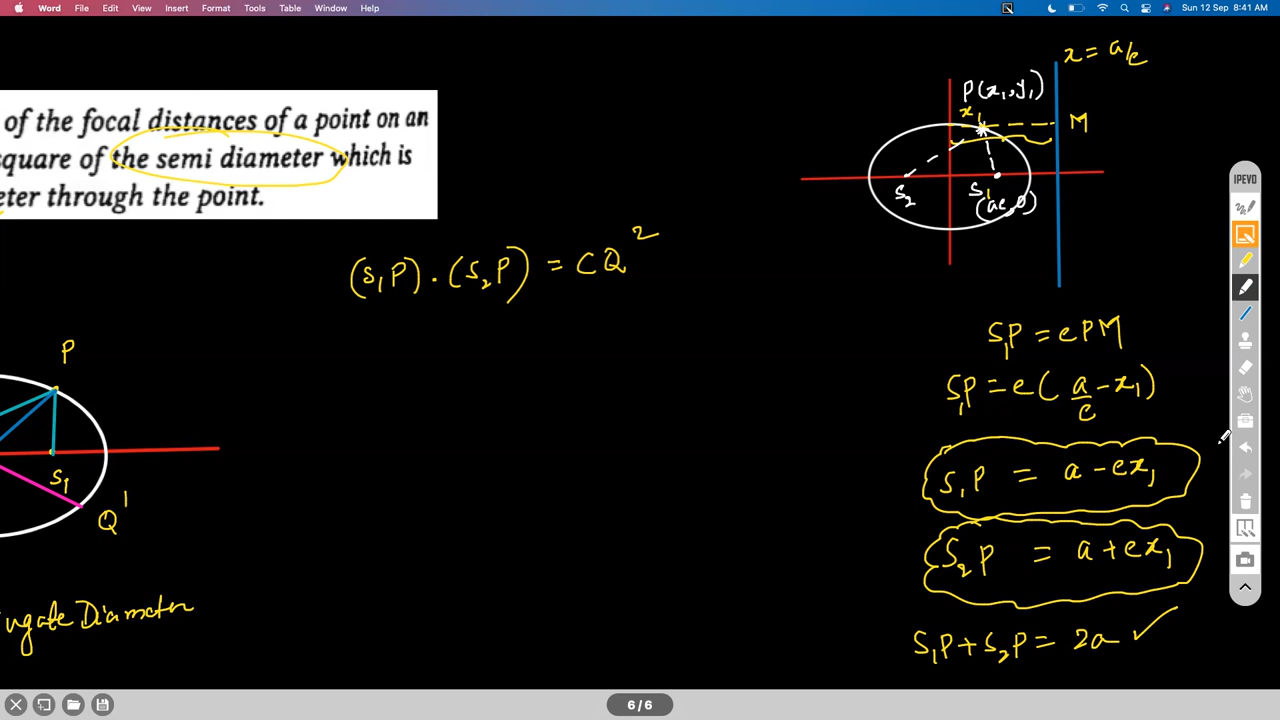 Word File Edit View Insert Format Tools Table Window Help Sun 12 Sep 8:41 AM
of the focal distances of a point on an
square of the semi diameter which is
eter through the point.
(S₁P) · (S₂P) = CQ²
P
S₁
Q'
ugate Diameter
x = a/e
P(x₁, y₁)
x₁
M
S₂
S₁
(ae, 0)
S₁P = e PM
S₁P = e( a/e - x₁)
S₁P = a - ex₁
S₂P = a + ex₁
S₁P + S₂P = 2a ✓
IPEVO
6 / 6